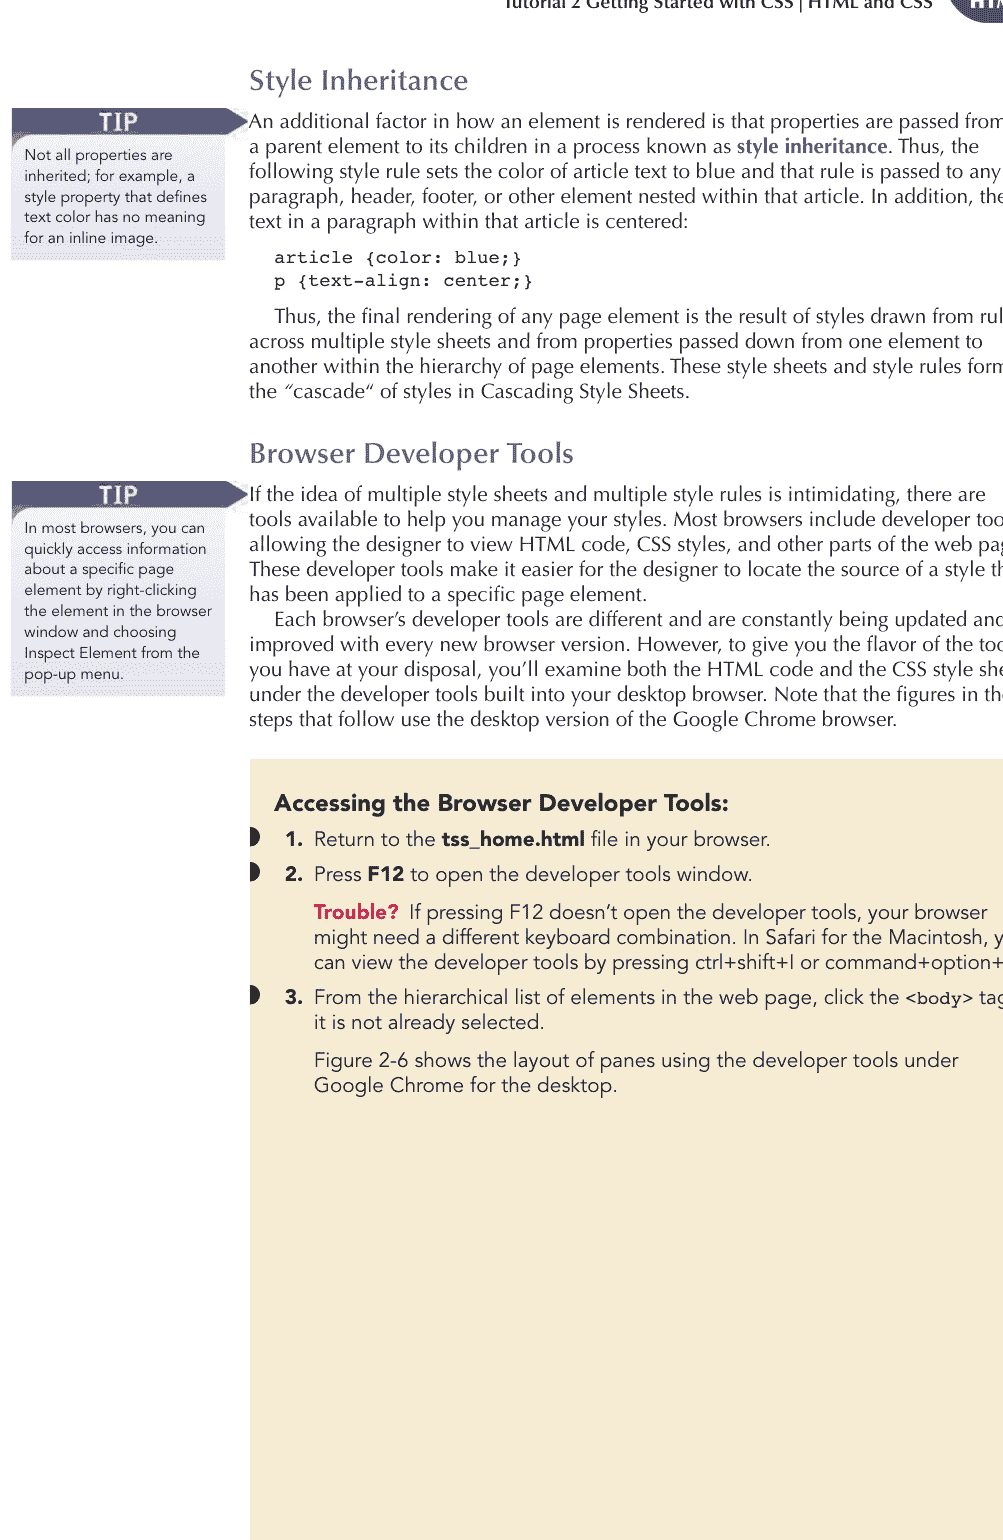 Tutorial 2 Getting Started with CSS | HTML and CSS
Style Inheritance
TIP
Not all properties are
inherited; for example, a
style property that defines
text color has no meaning
for an inline image.
An additional factor in how an element is rendered is that properties are passed from
a parent element to its children in a process known as style inheritance. Thus, the
following style rule sets the color of article text to blue and that rule is passed to any
paragraph, header, footer, or other element nested within that article. In addition, the
text in a paragraph within that article is centered:
article {color: blue;}
p {text-align: center;}
Thus, the final rendering of any page element is the result of styles drawn from
across multiple style sheets and from properties passed down from one element to
another within the hierarchy of page elements. These style sheets and style rules form
the “cascade“ of styles in Cascading Style Sheets.
Browser Developer Tools
TIP
In most browsers, you can
quickly access information
about a specific page
element by right-clicking
the element in the browser
window and choosing
Inspect Element from the
pop-up menu.
If the idea of multiple style sheets and multiple style rules is intimidating, there are
tools available to help you manage your styles. Most browsers include developer
allowing the designer to view HTML code, CSS styles, and other parts of the web
These developer tools make it easier for the designer to locate the source of a style
has been applied to a specific page element.
Each browser’s developer tools are different and are constantly being updated and
improved with every new browser version. However, to give you the flavor of the
you have at your disposal, you’ll examine both the HTML code and the CSS style
under the developer tools built into your desktop browser. Note that the figures in the
steps that follow use the desktop version of the Google Chrome browser.
Accessing the Browser Developer Tools:
1. Return to the tss_home.html file in your browser.
2. Press F12 to open the developer tools window.
Trouble? If pressing F12 doesn’t open the developer tools, your browser
might need a different keyboard combination. In Safari for the Macintosh,
can view the developer tools by pressing ctrl+shift+I or command+option+
3. From the hierarchical list of elements in the web page, click the <body> tag
it is not already selected.
Figure 2-6 shows the layout of panes using the developer tools under
Google Chrome for the desktop.